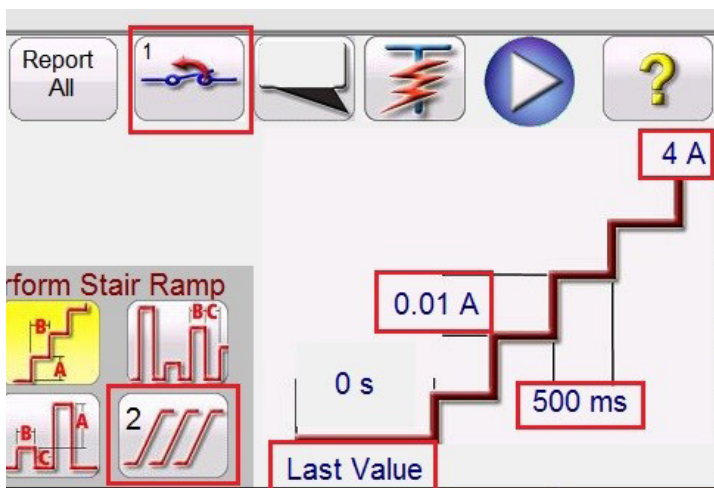 Report
All
1
?
4 A
rform Stair Ramp
B
A
B
C
0.01 A
0 s
500 ms
B
A
C
2
Last Value